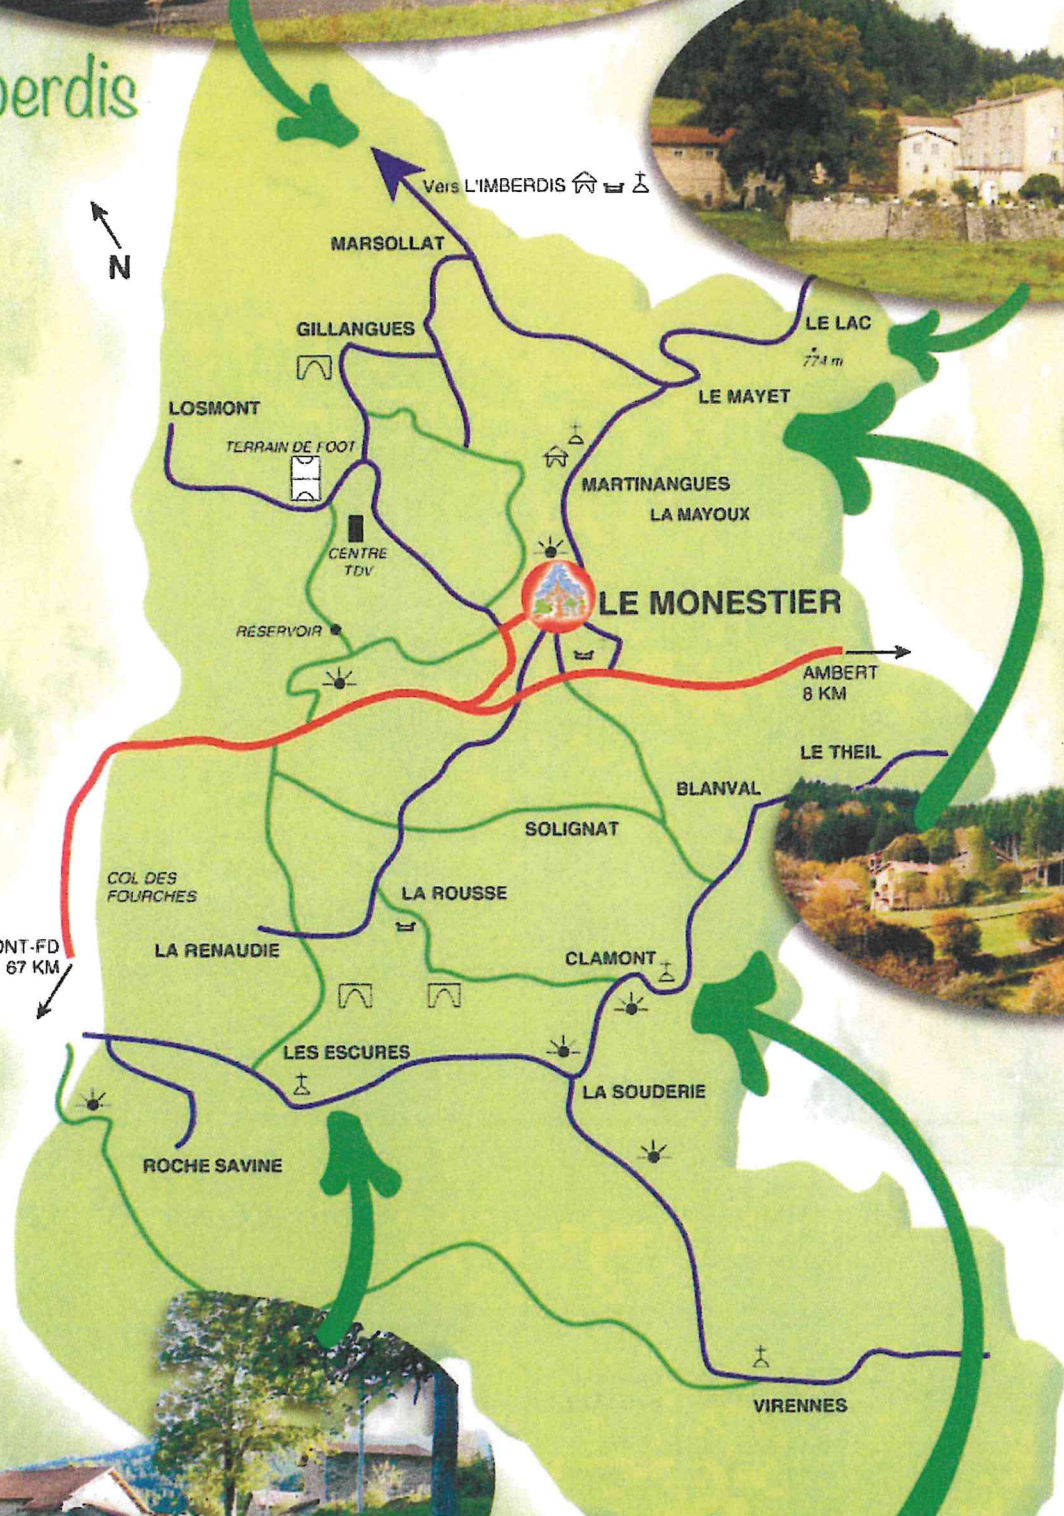 berdis
Vers L'IMBERDIS
MARSOLLAT
N
GILLANGUES
LE LAC
774 m
LE MAYET
LOSMONT
TERRAIN DE FOOT
MARTINANGUES
LA MAYOUX
CENTRE
TDV
LE MONESTIER
RÉSERVOIR
AMBERT
8 KM
LE THEIL
BLANVAL
SOLIGNAT
COL DES
FOURCHES
LA ROUSSE
ONT-FD
67 KM
LA RENAUDIE
CLAMONT
LES ESCURES
LA SOUDERIE
ROCHE SAVINE
VIRENNES